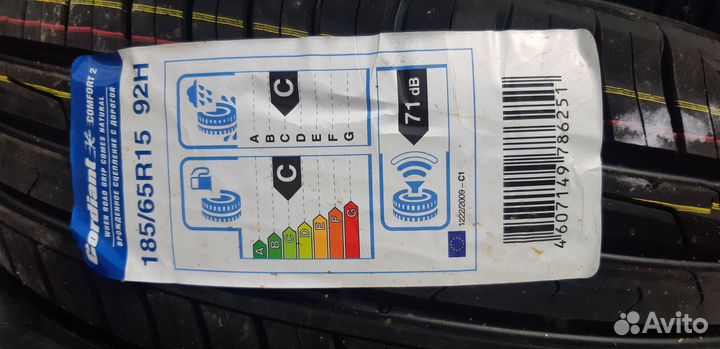 Cordiant COMFORT 2
WHEN ROAD GRIP COMES NATURAL
ВРОЖДЕННОЕ СЦЕПЛЕНИЕ С ДОРОГОЙ
185/65R15 92H
C
A
B
C
D
E
F
G
C
A
B
C
D
E
F
G
71 dB
1222/2009 - C1
4607149786251
Avito